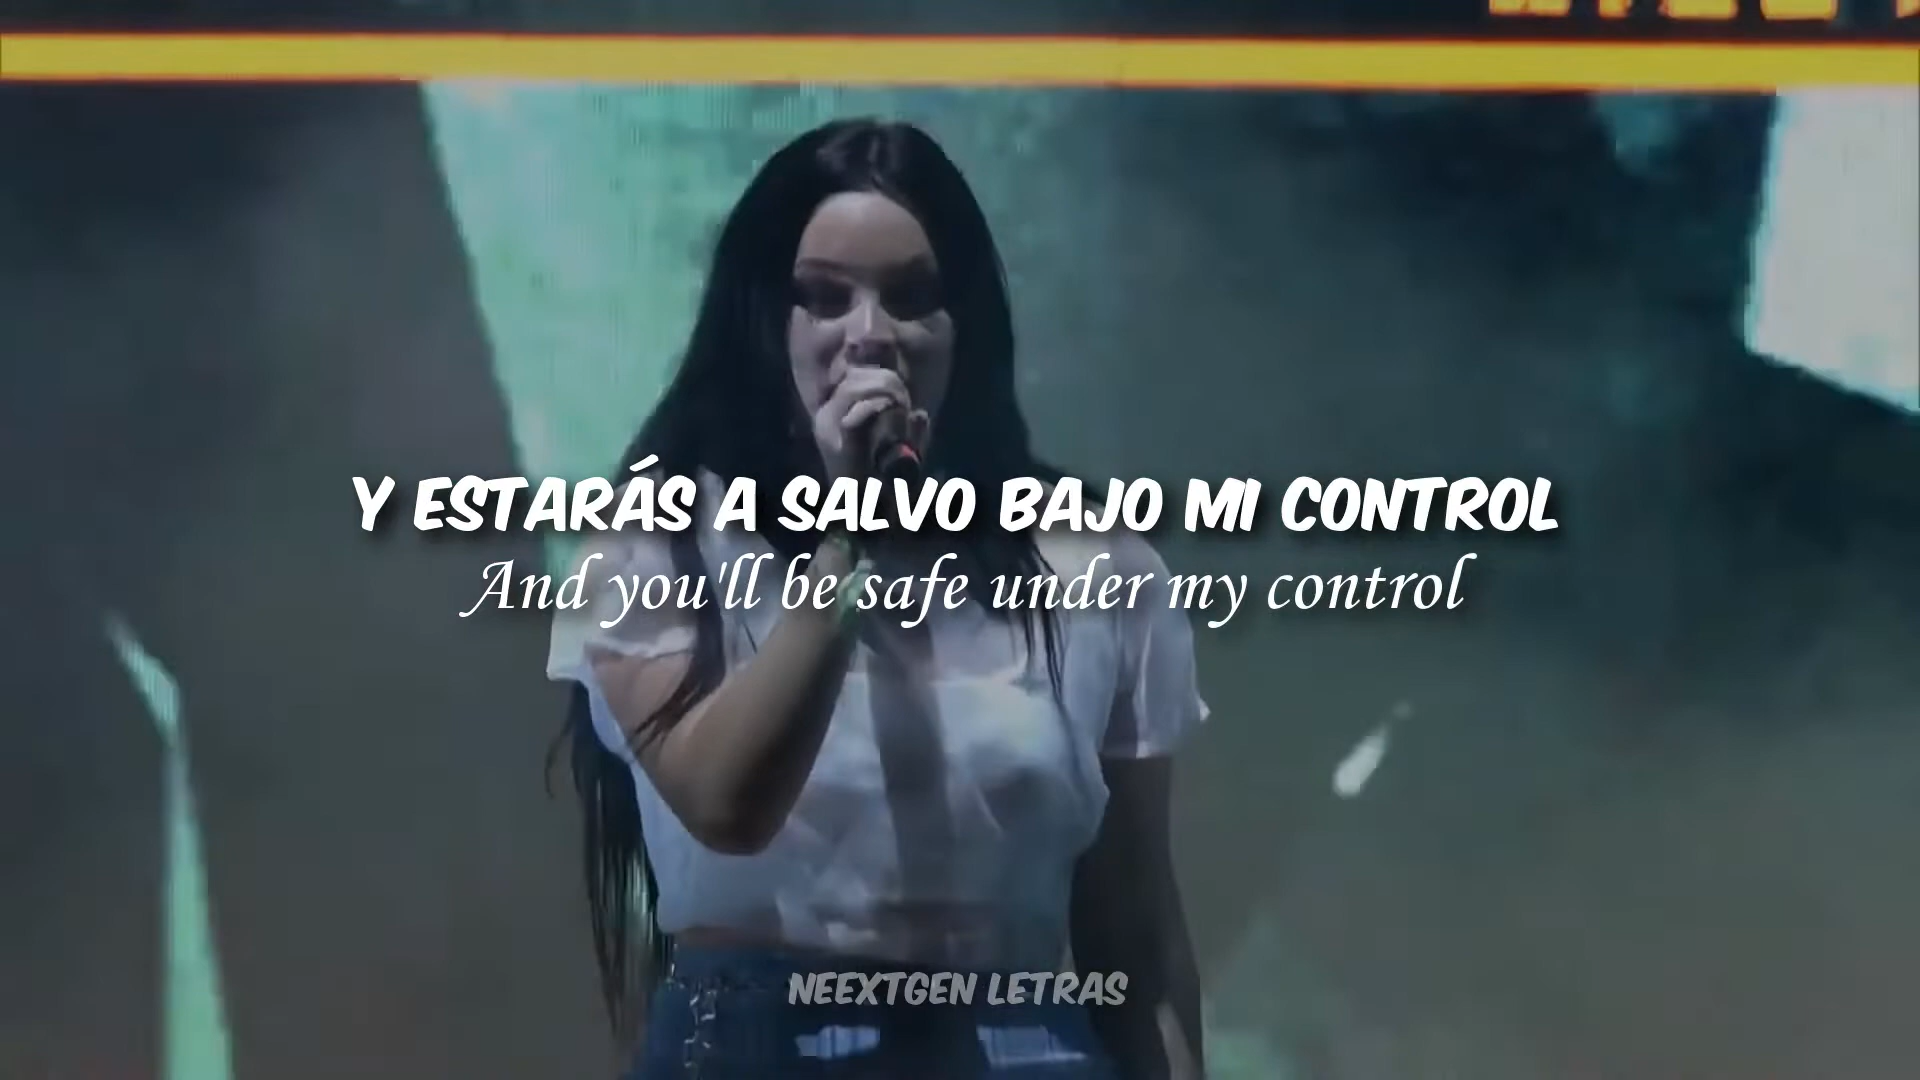 Y ESTARÁS A SALVO BAJO MI CONTROL
And you'll be safe under my control
NEEXTGEN LETRAS